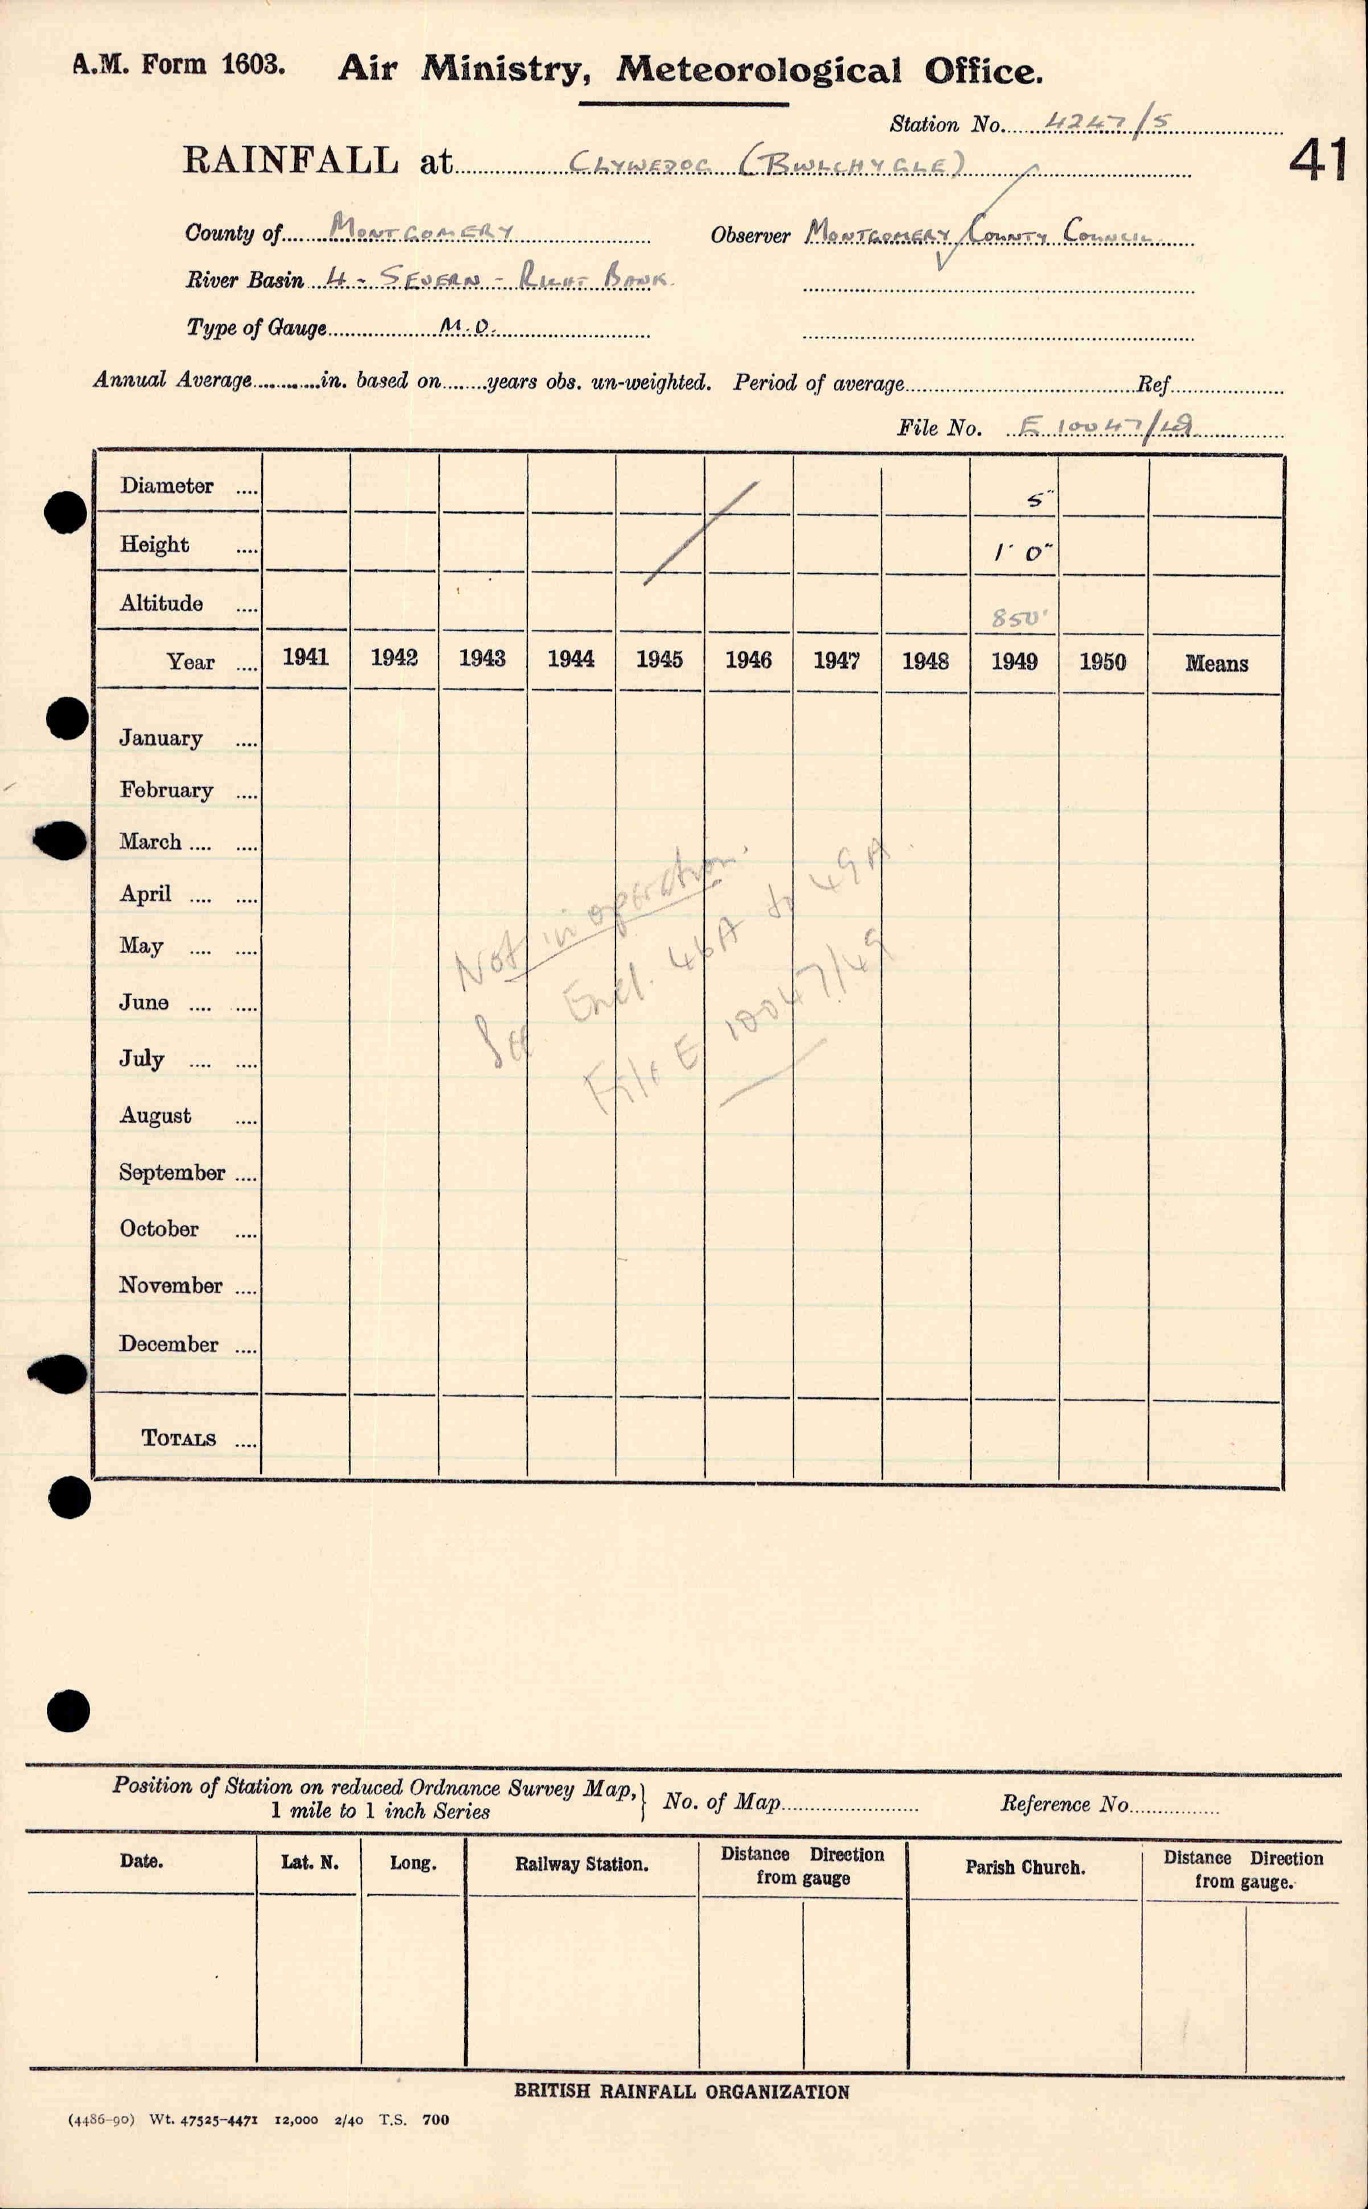 A.M. Form 1603. Air Ministry, Meteorological Office.
Station No. 4247/5
RAINFALL at CLYWEDOG (BWLCHYGLE) 41
County of MONTGOMERY Observer MONTGOMERY COUNTY COUNCIL
River Basin 4 - SEVERN - RIGHT BANK.
Type of Gauge M.O.
Annual Average in. based on years obs. un-weighted. Period of average Ref
File No. E 10047/49
Diameter 5"
Height 1' 0"
Altitude 850'
Year 1941 1942 1943 1944 1945 1946 1947 1948 1949 1950 Means
January
February
March
April
May
June
July
August
September
October
November
December
Not in operation.
See Encl. 46A to 49A.
File E 10047/49
TOTALS
Position of Station on reduced Ordnance Survey Map, } No. of Map Reference No.
1 mile to 1 inch Series
Date. Lat. N. Long. Railway Station. Distance Direction from gauge Parish Church. Distance Direction from gauge.
BRITISH RAINFALL ORGANIZATION
(4486-90) Wt. 47525-4471 12,000 2/40 T.S. 700